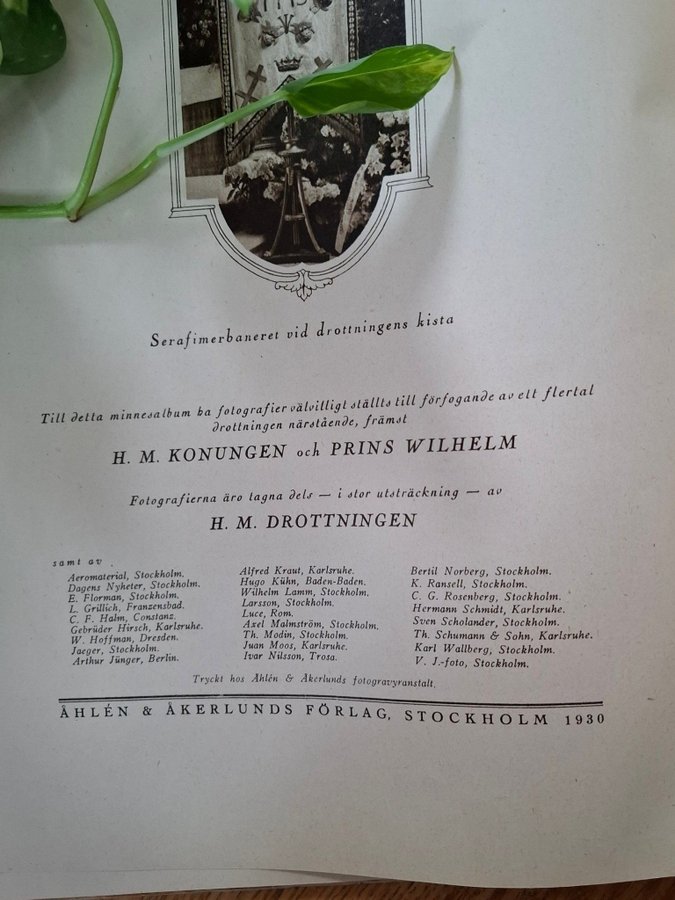 Serafimerbaneret vid drottningens kista
Till detta minnesalbum ha fotografier välvilligt ställts till förfogande av ett flertal
drottningen närstående, främst
H. M. KONUNGEN och PRINS WILHELM
Fotografierna äro tagna dels — i stor utsträckning — av
H. M. DROTTNINGEN
samt av
Aeromaterial, Stockholm.
Dagens Nyheter, Stockholm.
E. Florman, Stockholm.
L. Grillich, Franzensbad.
C. F. Halm, Constanz.
Gebrüder Hirsch, Karlsruhe.
W. Hoffman, Dresden.
Jaeger, Stockholm.
Arthur Jünger, Berlin.
Alfred Kraut, Karlsruhe.
Hugo Kühn, Baden-Baden.
Wilhelm Lamm, Stockholm.
Larsson, Stockholm.
Luce, Rom.
Axel Malmström, Stockholm.
Th. Modin, Stockholm.
Juan Moos, Karlsruhe.
Ivar Nilsson, Trosa.
Bertil Norberg, Stockholm.
K. Ransell, Stockholm.
C. G. Rosenberg, Stockholm.
Hermann Schmidt, Karlsruhe.
Sven Scholander, Stockholm.
Th. Schumann & Sohn, Karlsruhe.
Karl Wallberg, Stockholm.
V. J.-foto, Stockholm.
Tryckt hos Åhlén & Åkerlunds fotogravyranstalt.
ÅHLÉN & ÅKERLUNDS FÖRLAG, STOCKHOLM 1930